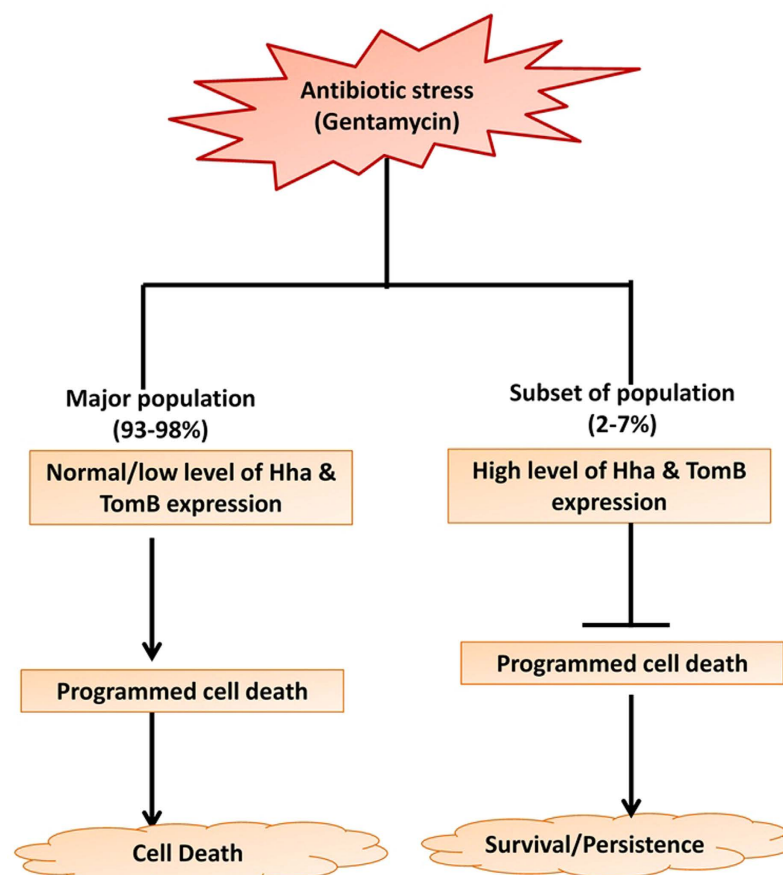 Antibiotic stress
(Gentamycin)
Major population
(93-98%)
Normal/low level of Hha &
TomB expression
Programmed cell death
Cell Death
Subset of population
(2-7%)
High level of Hha & TomB
expression
Programmed cell death
Survival/Persistence